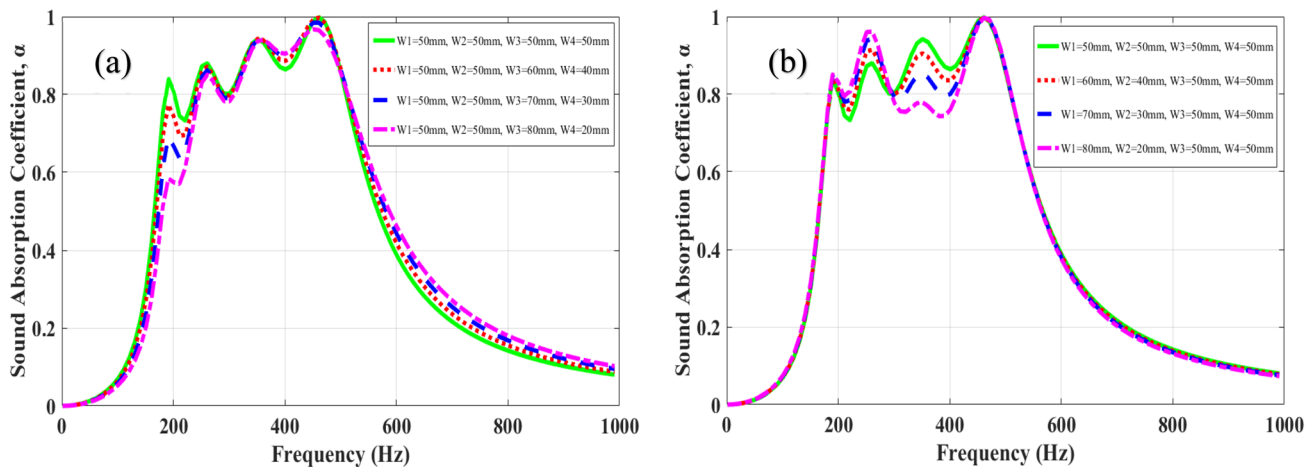 (a)
Sound Absorption Coefficient, α
1
0.8
0.6
0.4
0.2
0
W1=50mm, W2=50mm, W3=50mm, W4=50mm
W1=50mm, W2=50mm, W3=60mm, W4=40mm
W1=50mm, W2=50mm, W3=70mm, W4=30mm
W1=50mm, W2=50mm, W3=80mm, W4=20mm
0 200 400 600 800 1000
Frequency (Hz)
(b)
Sound Absorption Coefficient, α
1
0.8
0.6
0.4
0.2
0
W1=50mm, W2=50mm, W3=50mm, W4=50mm
W1=60mm, W2=40mm, W3=50mm, W4=50mm
W1=70mm, W2=30mm, W3=50mm, W4=50mm
W1=80mm, W2=20mm, W3=50mm, W4=50mm
0 200 400 600 800 1000
Frequency (Hz)